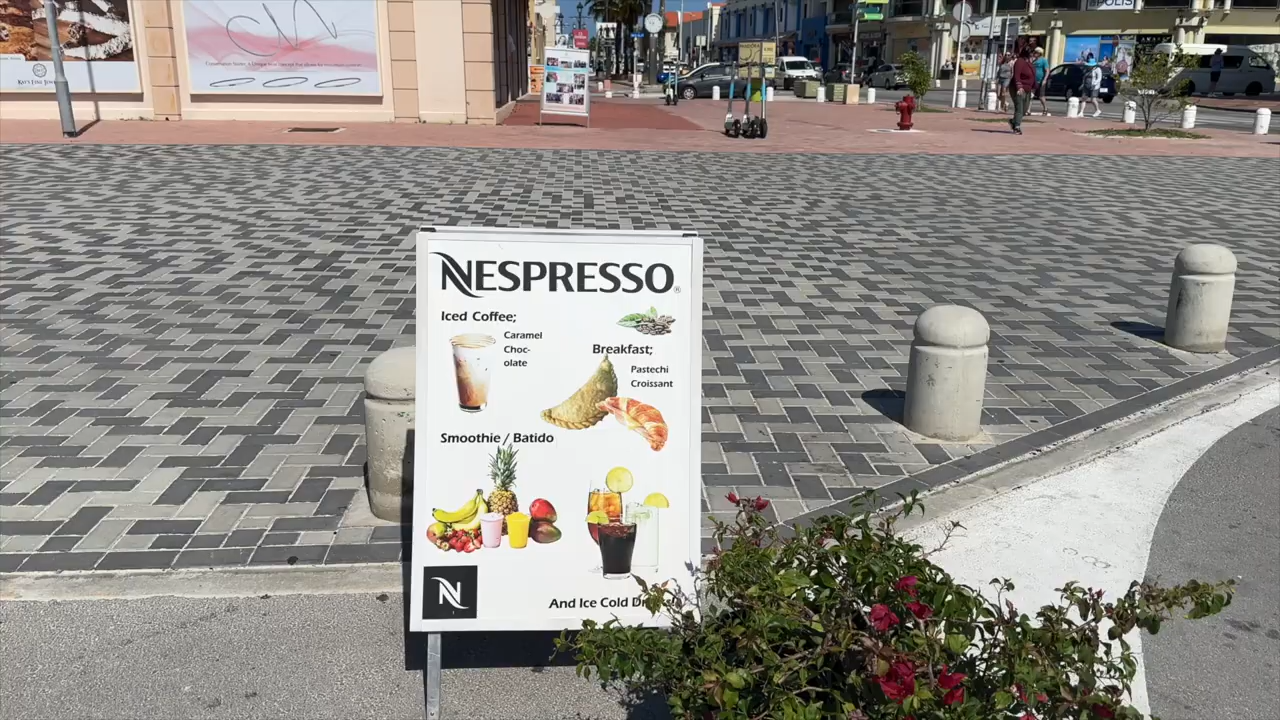 NESPRESSO
Iced Coffee;
Caramel
Choc-
olate
Breakfast;
Pastechi
Croissant
Smoothie / Batido
N
And Ice Cold